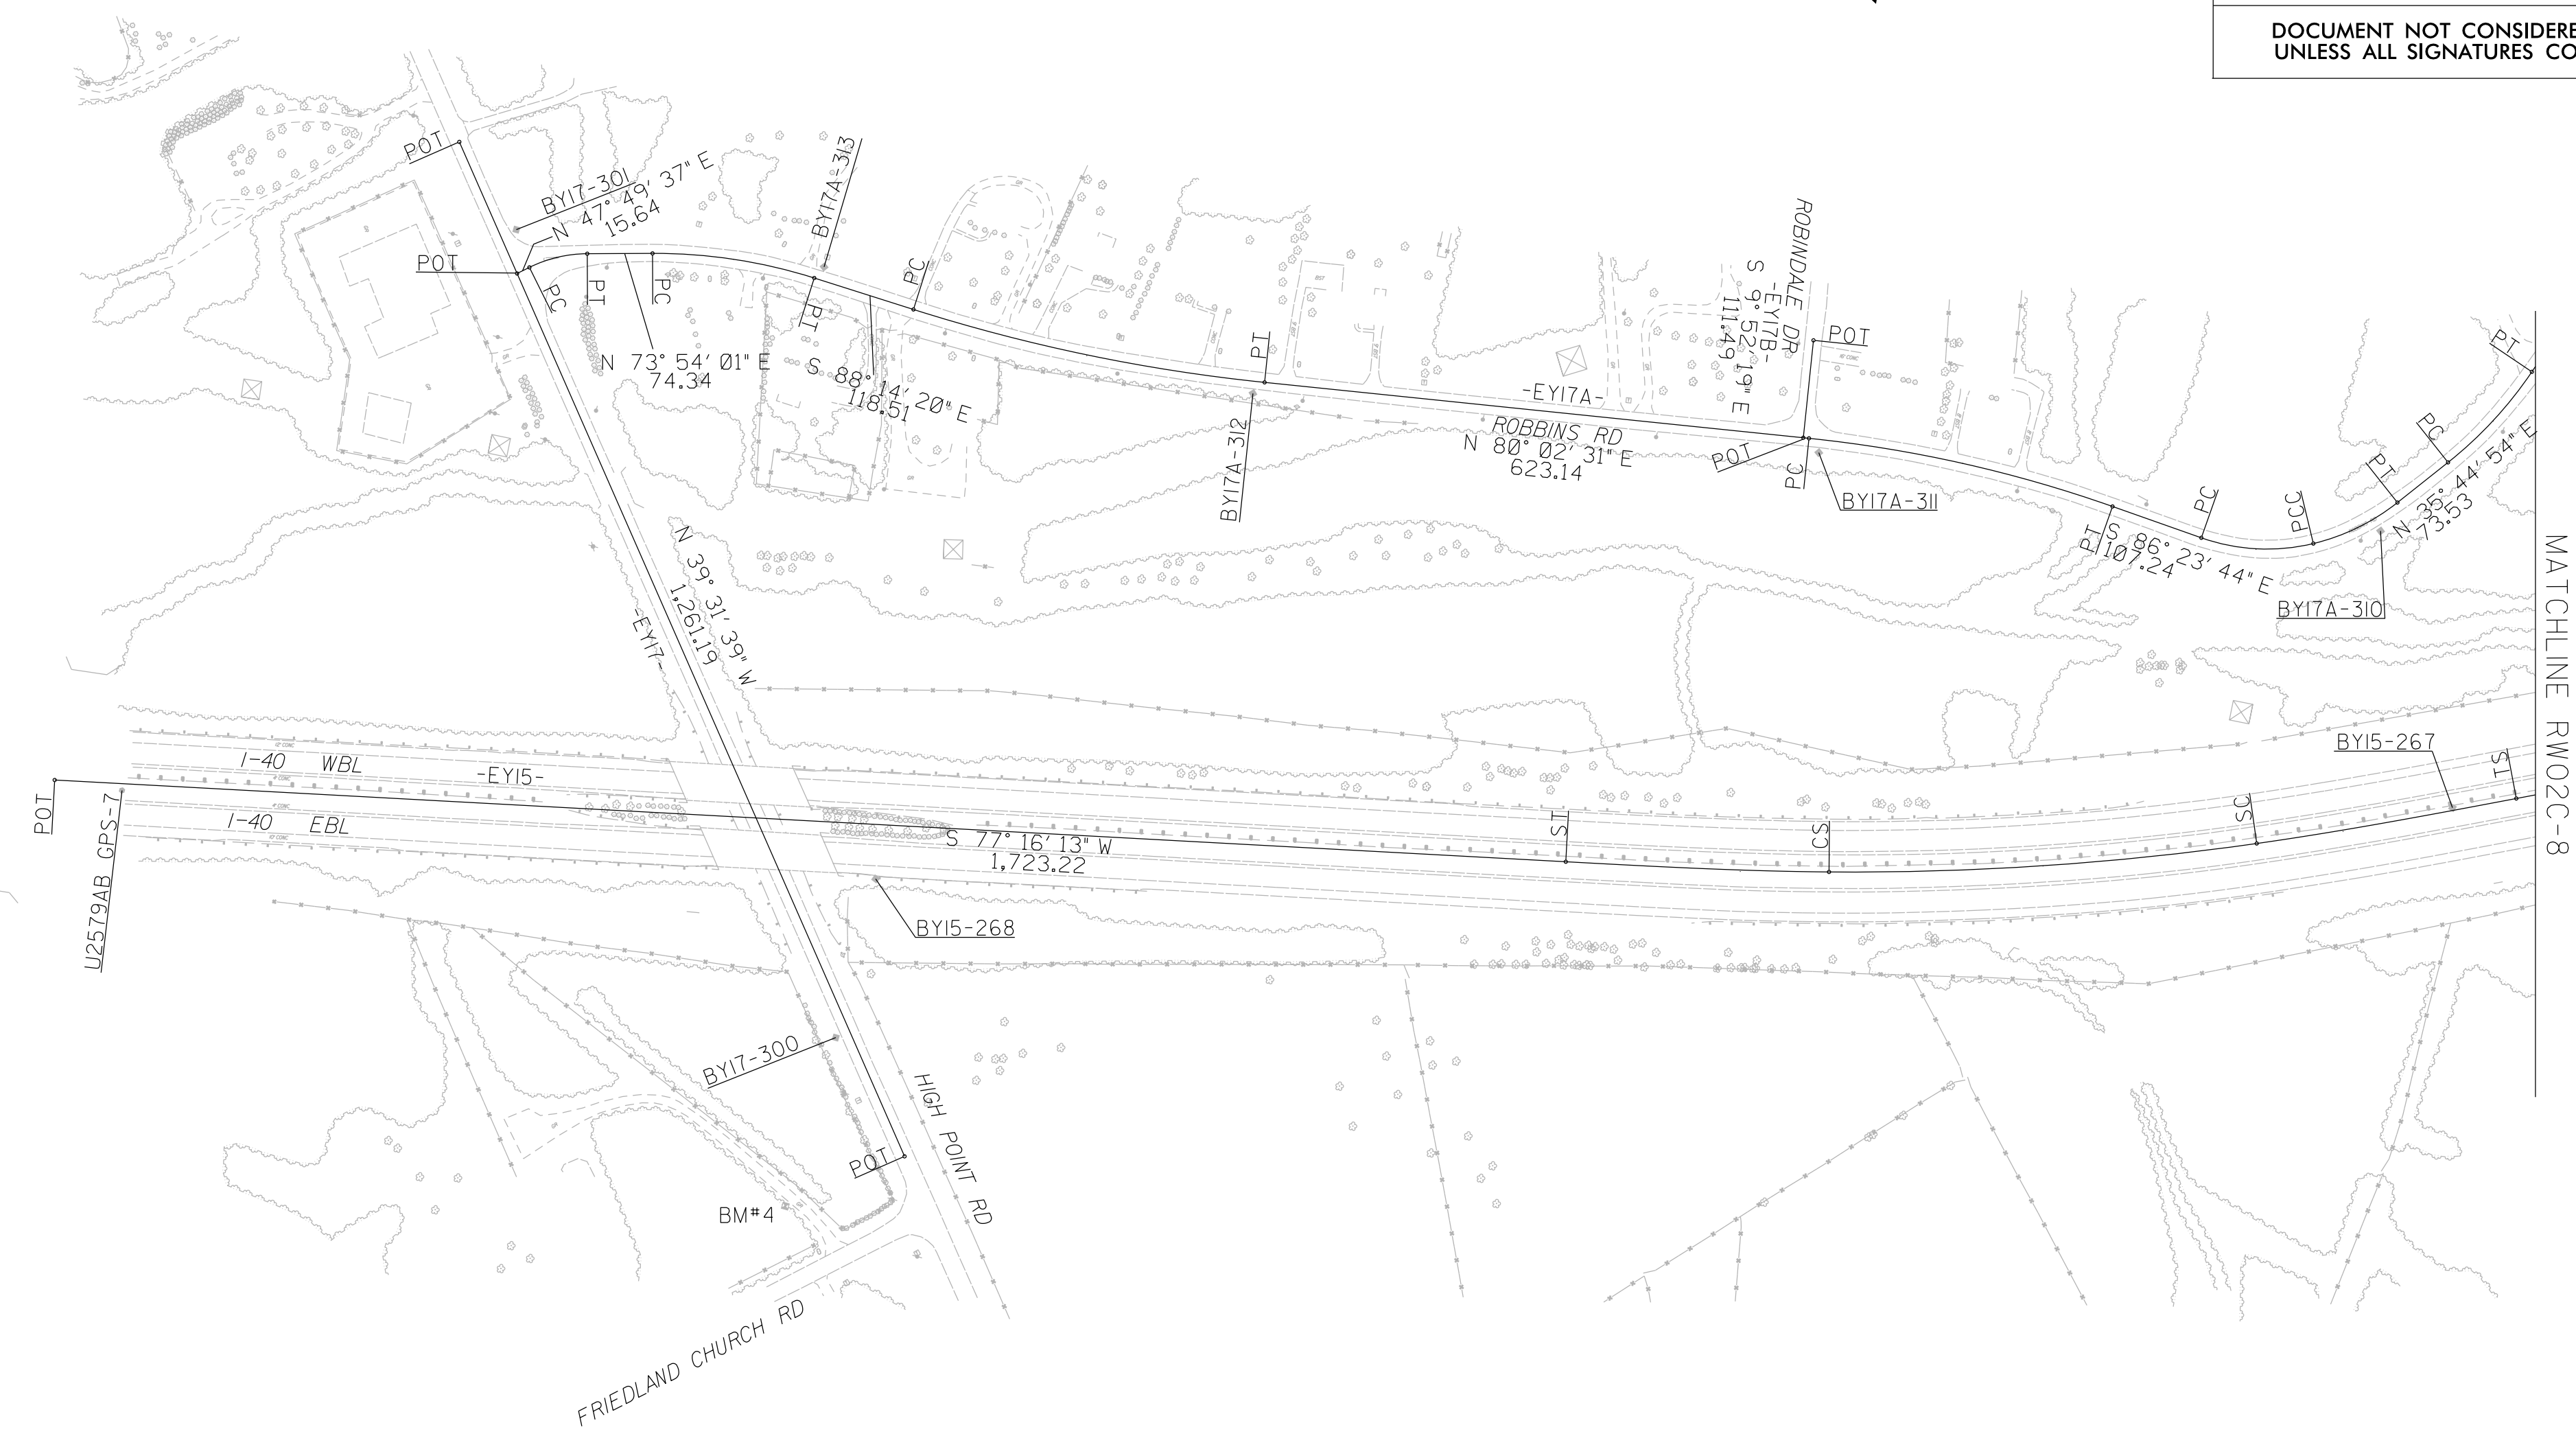 DOCUMENT NOT CONSIDERE
UNLESS ALL SIGNATURES CO
POT
BY17-301
N 47° 49' 37" E
15.64
POT
PC
PT
PC
N 73° 54' 01" E
74.34
BY17A-313
PT
S 88° 14' 20" E
118.51
PC
PT
BY17A-312
-EY17A-
ROBBINS RD
N 80° 02' 31" E
623.14
ROBINDALE DR
-EY17B-
S 9° 52' 19" E
111.49
POT
POT
PC
BY17A-311
PT
S 86° 23' 44" E
107.24
PC
PCC
PT
PC
N 35° 44' 54" E
73.53
PT
BY17A-310
MATCHLINE RW02C-8
N 39° 31' 39" W
1,261.19
-EY17-
I-40 WBL
-EY15-
I-40 EBL
POT
U2579AB GPS-7
S 77° 16' 13" W
1,723.22
BY15-268
ST
CS
SC
BY15-267
TS
BY17-300
POT
HIGH POINT RD
BM#4
FRIEDLAND CHURCH RD